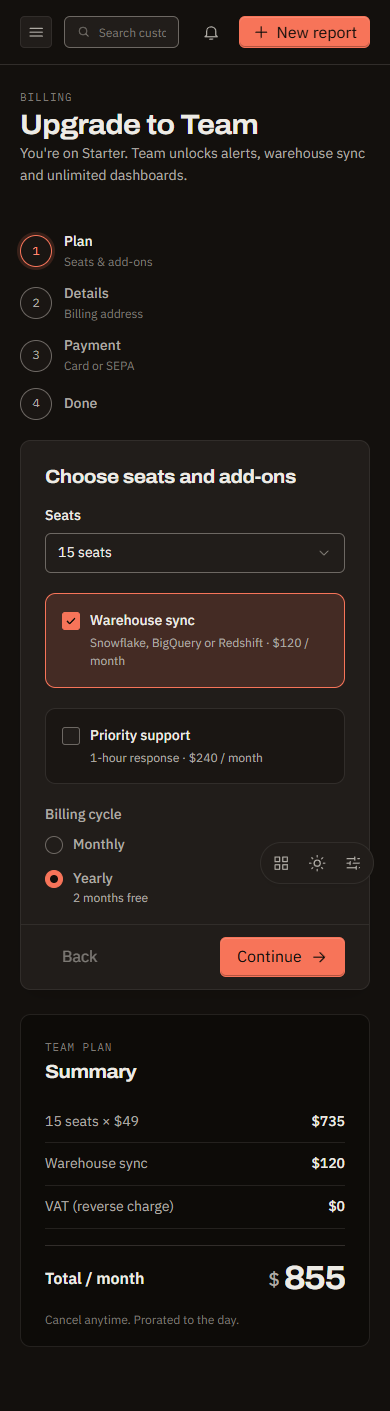 Search custo
New report
BILLING
Upgrade to Team
You're on Starter. Team unlocks alerts, warehouse sync
and unlimited dashboards.
1
Plan
Seats & add-ons
2
Details
Billing address
3
Payment
Card or SEPA
4
Done
Choose seats and add-ons
Seats
15 seats
Warehouse sync
Snowflake, BigQuery or Redshift · $120 /
month
Priority support
1-hour response · $240 / month
Billing cycle
Monthly
Yearly
2 months free
Back
Continue
TEAM PLAN
Summary
15 seats × $49
$735
Warehouse sync
$120
VAT (reverse charge)
$0
Total / month
$ 855
Cancel anytime. Prorated to the day.